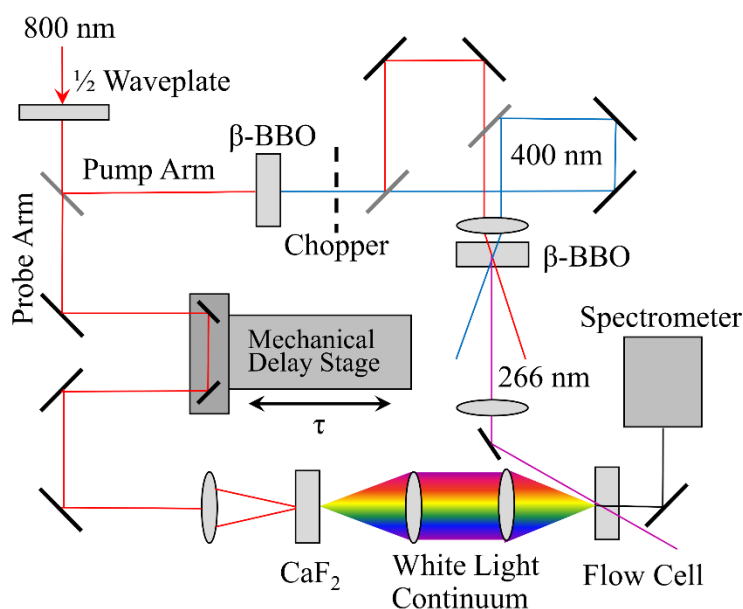 800 nm
½ Waveplate
β-BBO
Pump Arm
400 nm
Chopper
β-BBO
Probe Arm
Spectrometer
Mechanical
Delay Stage
266 nm
τ
CaF₂
White Light
Continuum
Flow Cell